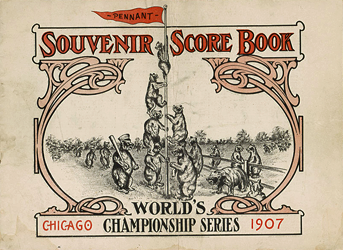 - PENNANT -
SOUVENIR SCORE BOOK
WORLD'S
CHICAGO CHAMPIONSHIP SERIES 1907